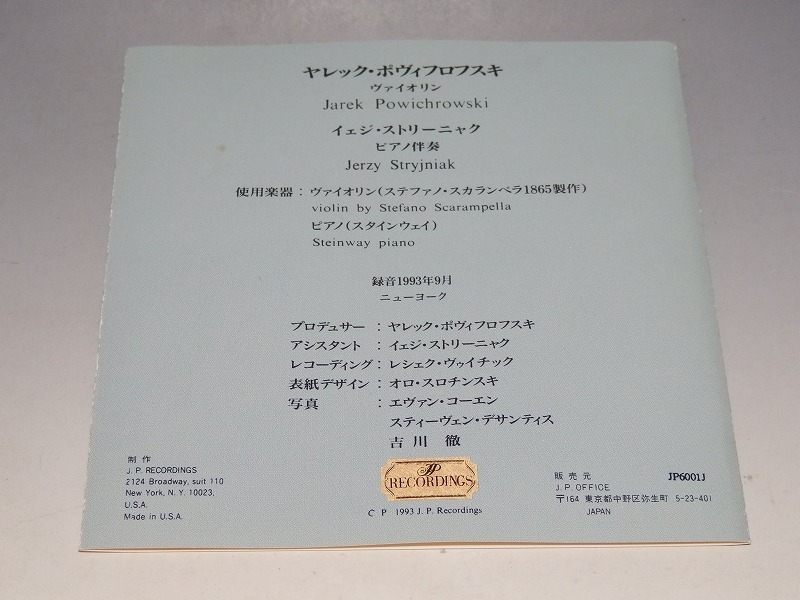 ヤレック・ポヴィフロフスキ
ヴァイオリン
Jarek Powichrowski
イェジ・ストリーニャク
ピアノ伴奏
Jerzy Stryjniak
使用楽器：ヴァイオリン（ステファノ・スカランペラ1865製作）
violin by Stefano Scarampella
ピアノ（スタインウェイ）
Steinway piano
録音1993年9月
ニューヨーク
プロデュサー：ヤレック・ポヴィフロフスキ
アシスタント：イェジ・ストリーニャク
レコーディング：レシェク・ヴゥイチック
表紙デザイン：オロ・スロチンスキ
写真：エヴァン・コーエン
スティーヴェン・デサンティス
吉川 徹
制作
J. P. RECORDINGS
2124 Broadway, suit 110
New York, N. Y. 10023,
U.S.A.
Made in U.S.A.
JP
RECORDINGS
C P 1993 J. P. Recordings
販売元 JP6001J
J. P. OFFICE
〒164 東京都中野区弥生町 5-23-401
JAPAN